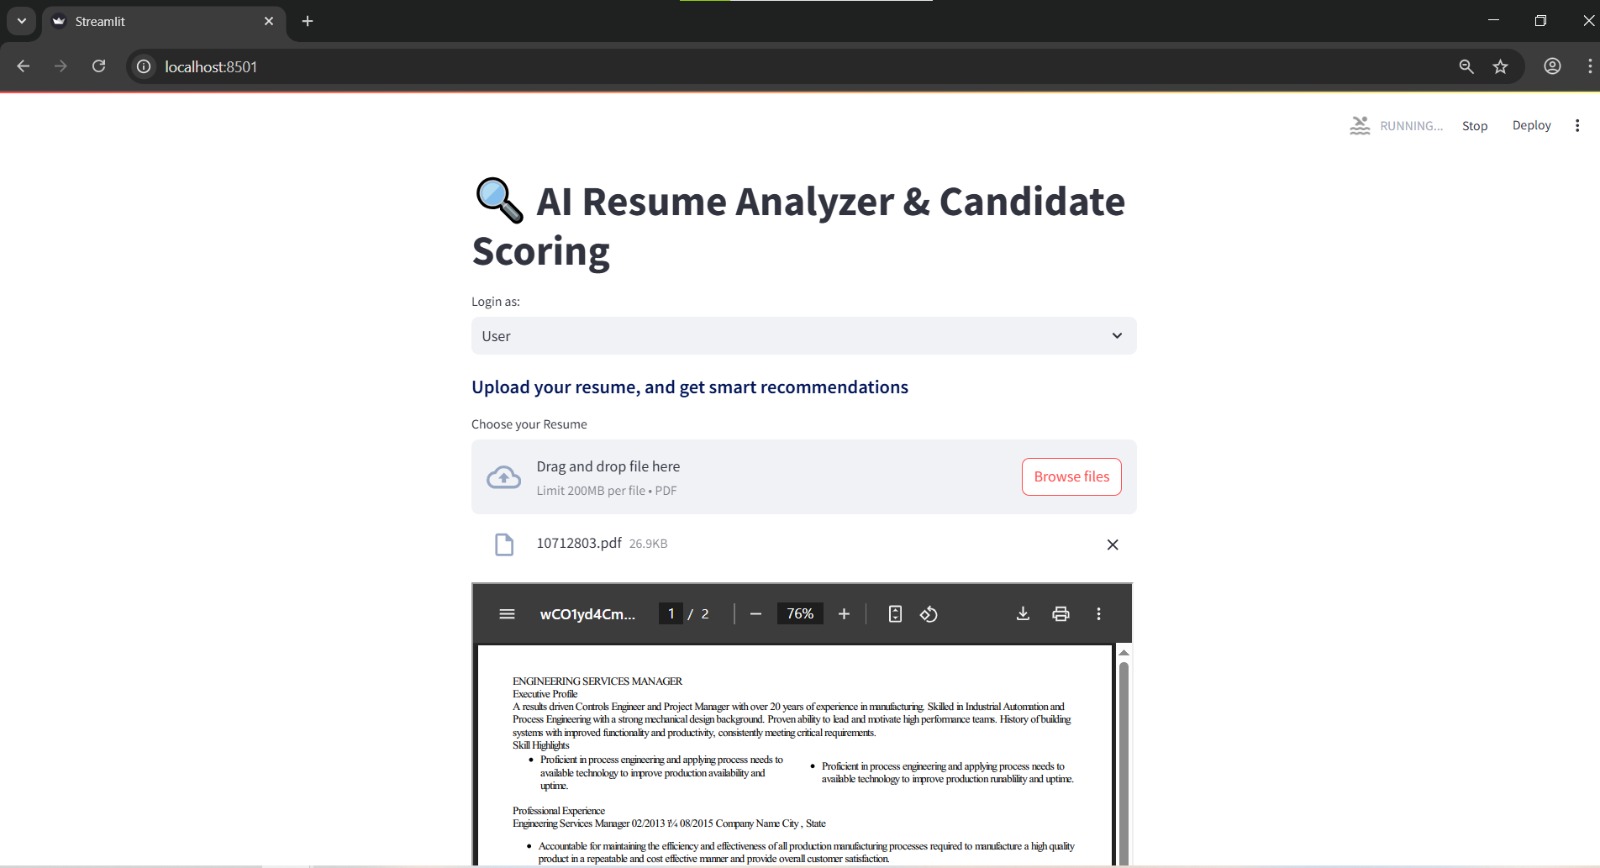 Streamlit
localhost:8501
RUNNING... Stop Deploy
AI Resume Analyzer & Candidate
Scoring
Login as:
User
Upload your resume, and get smart recommendations
Choose your Resume
Drag and drop file here
Limit 200MB per file • PDF
Browse files
10712803.pdf 26.9KB
wCO1yd4Cm... 1 / 2 76%
ENGINEERING SERVICES MANAGER
Executive Profile
A results driven Controls Engineer and Project Manager with over 20 years of experience in manufacturing. Skilled in Industrial Automation and
Process Engineering with a strong mechanical design background. Proven ability to lead and motivate high performance teams. History of building
systems with improved functionality and productivity, consistently meeting critical requirements.
Skill Highlights
• Proficient in process engineering and applying process needs to
available technology to improve production availability and
uptime.
• Proficient in process engineering and applying process needs to
available technology to improve production runablility and uptime.
Professional Experience
Engineering Services Manager 02/2013 ï¼ 08/2015 Company Name City , State
• Accountable for maintaining the efficiency and effectiveness of all production manufacturing processes required to manufacture a high quality
product in a repeatable and cost effective manner and provide overall customer satisfaction.